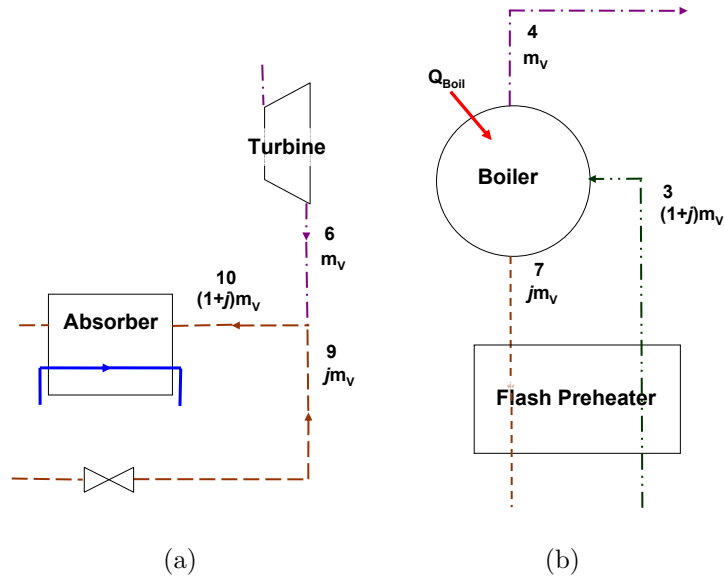 Turbine
6
m_V
10
(1+j)m_V
Absorber
9
jm_V
(a)
4
m_V
Q_Boil
Boiler
3
(1+j)m_V
7
jm_V
Flash Preheater
(b)